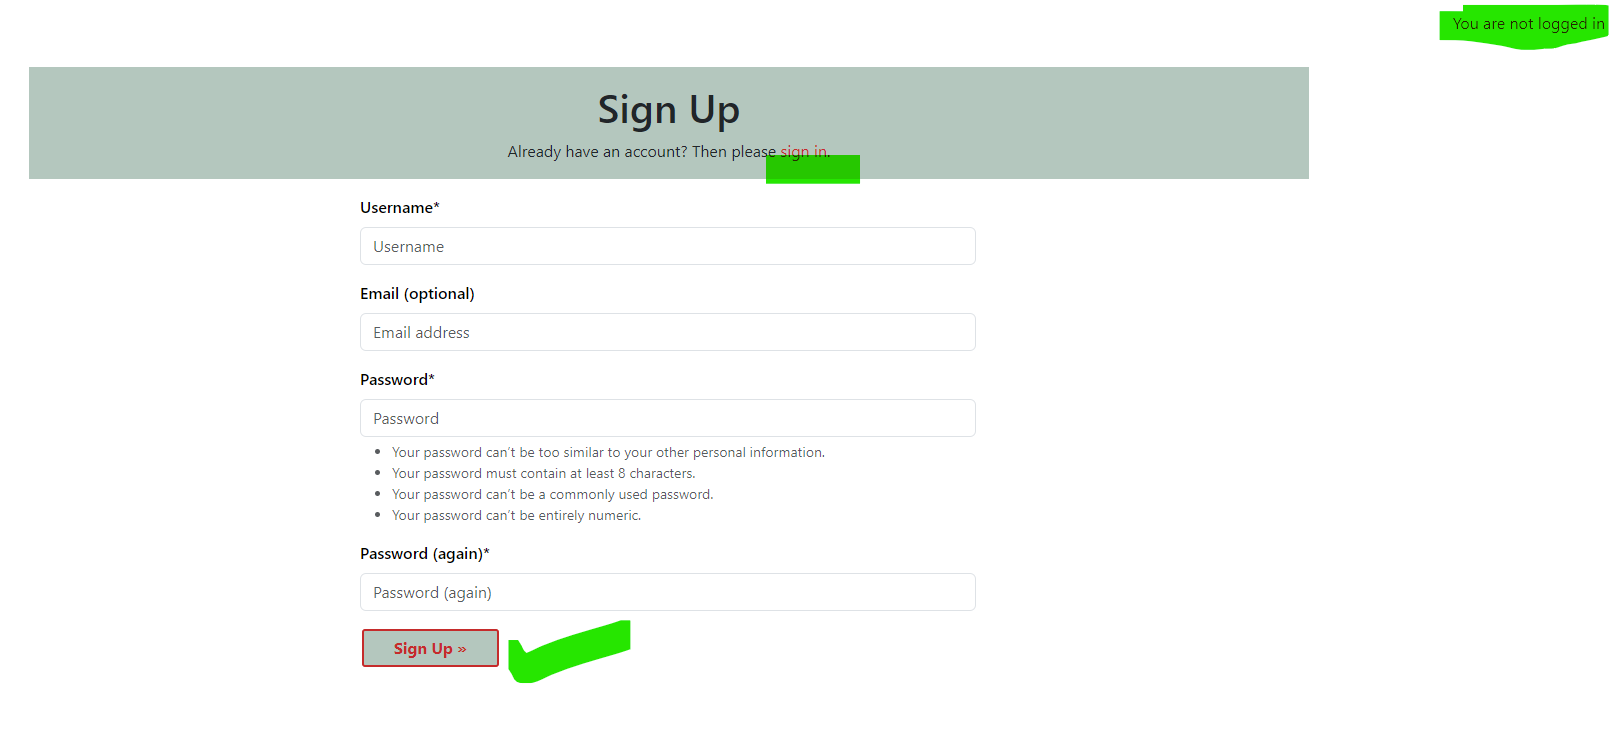 You are not logged in
Sign Up
Already have an account? Then please sign in.
Username*
Username
Email (optional)
Email address
Password*
Password
• Your password can't be too similar to your other personal information.
• Your password must contain at least 8 characters.
• Your password can't be a commonly used password.
• Your password can't be entirely numeric.
Password (again)*
Password (again)
Sign Up »